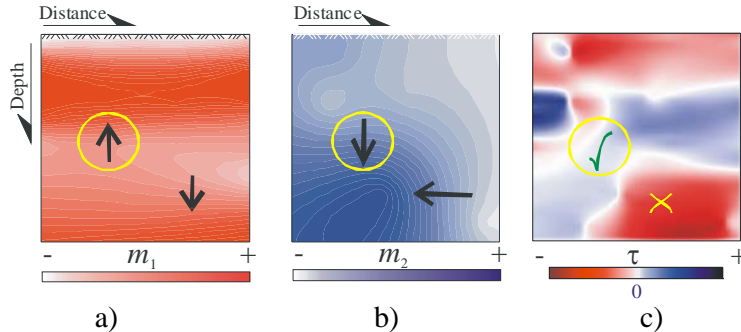 Distance
Depth
- m1 +
a)
Distance
- m2 +
b)
- τ +
0
c)